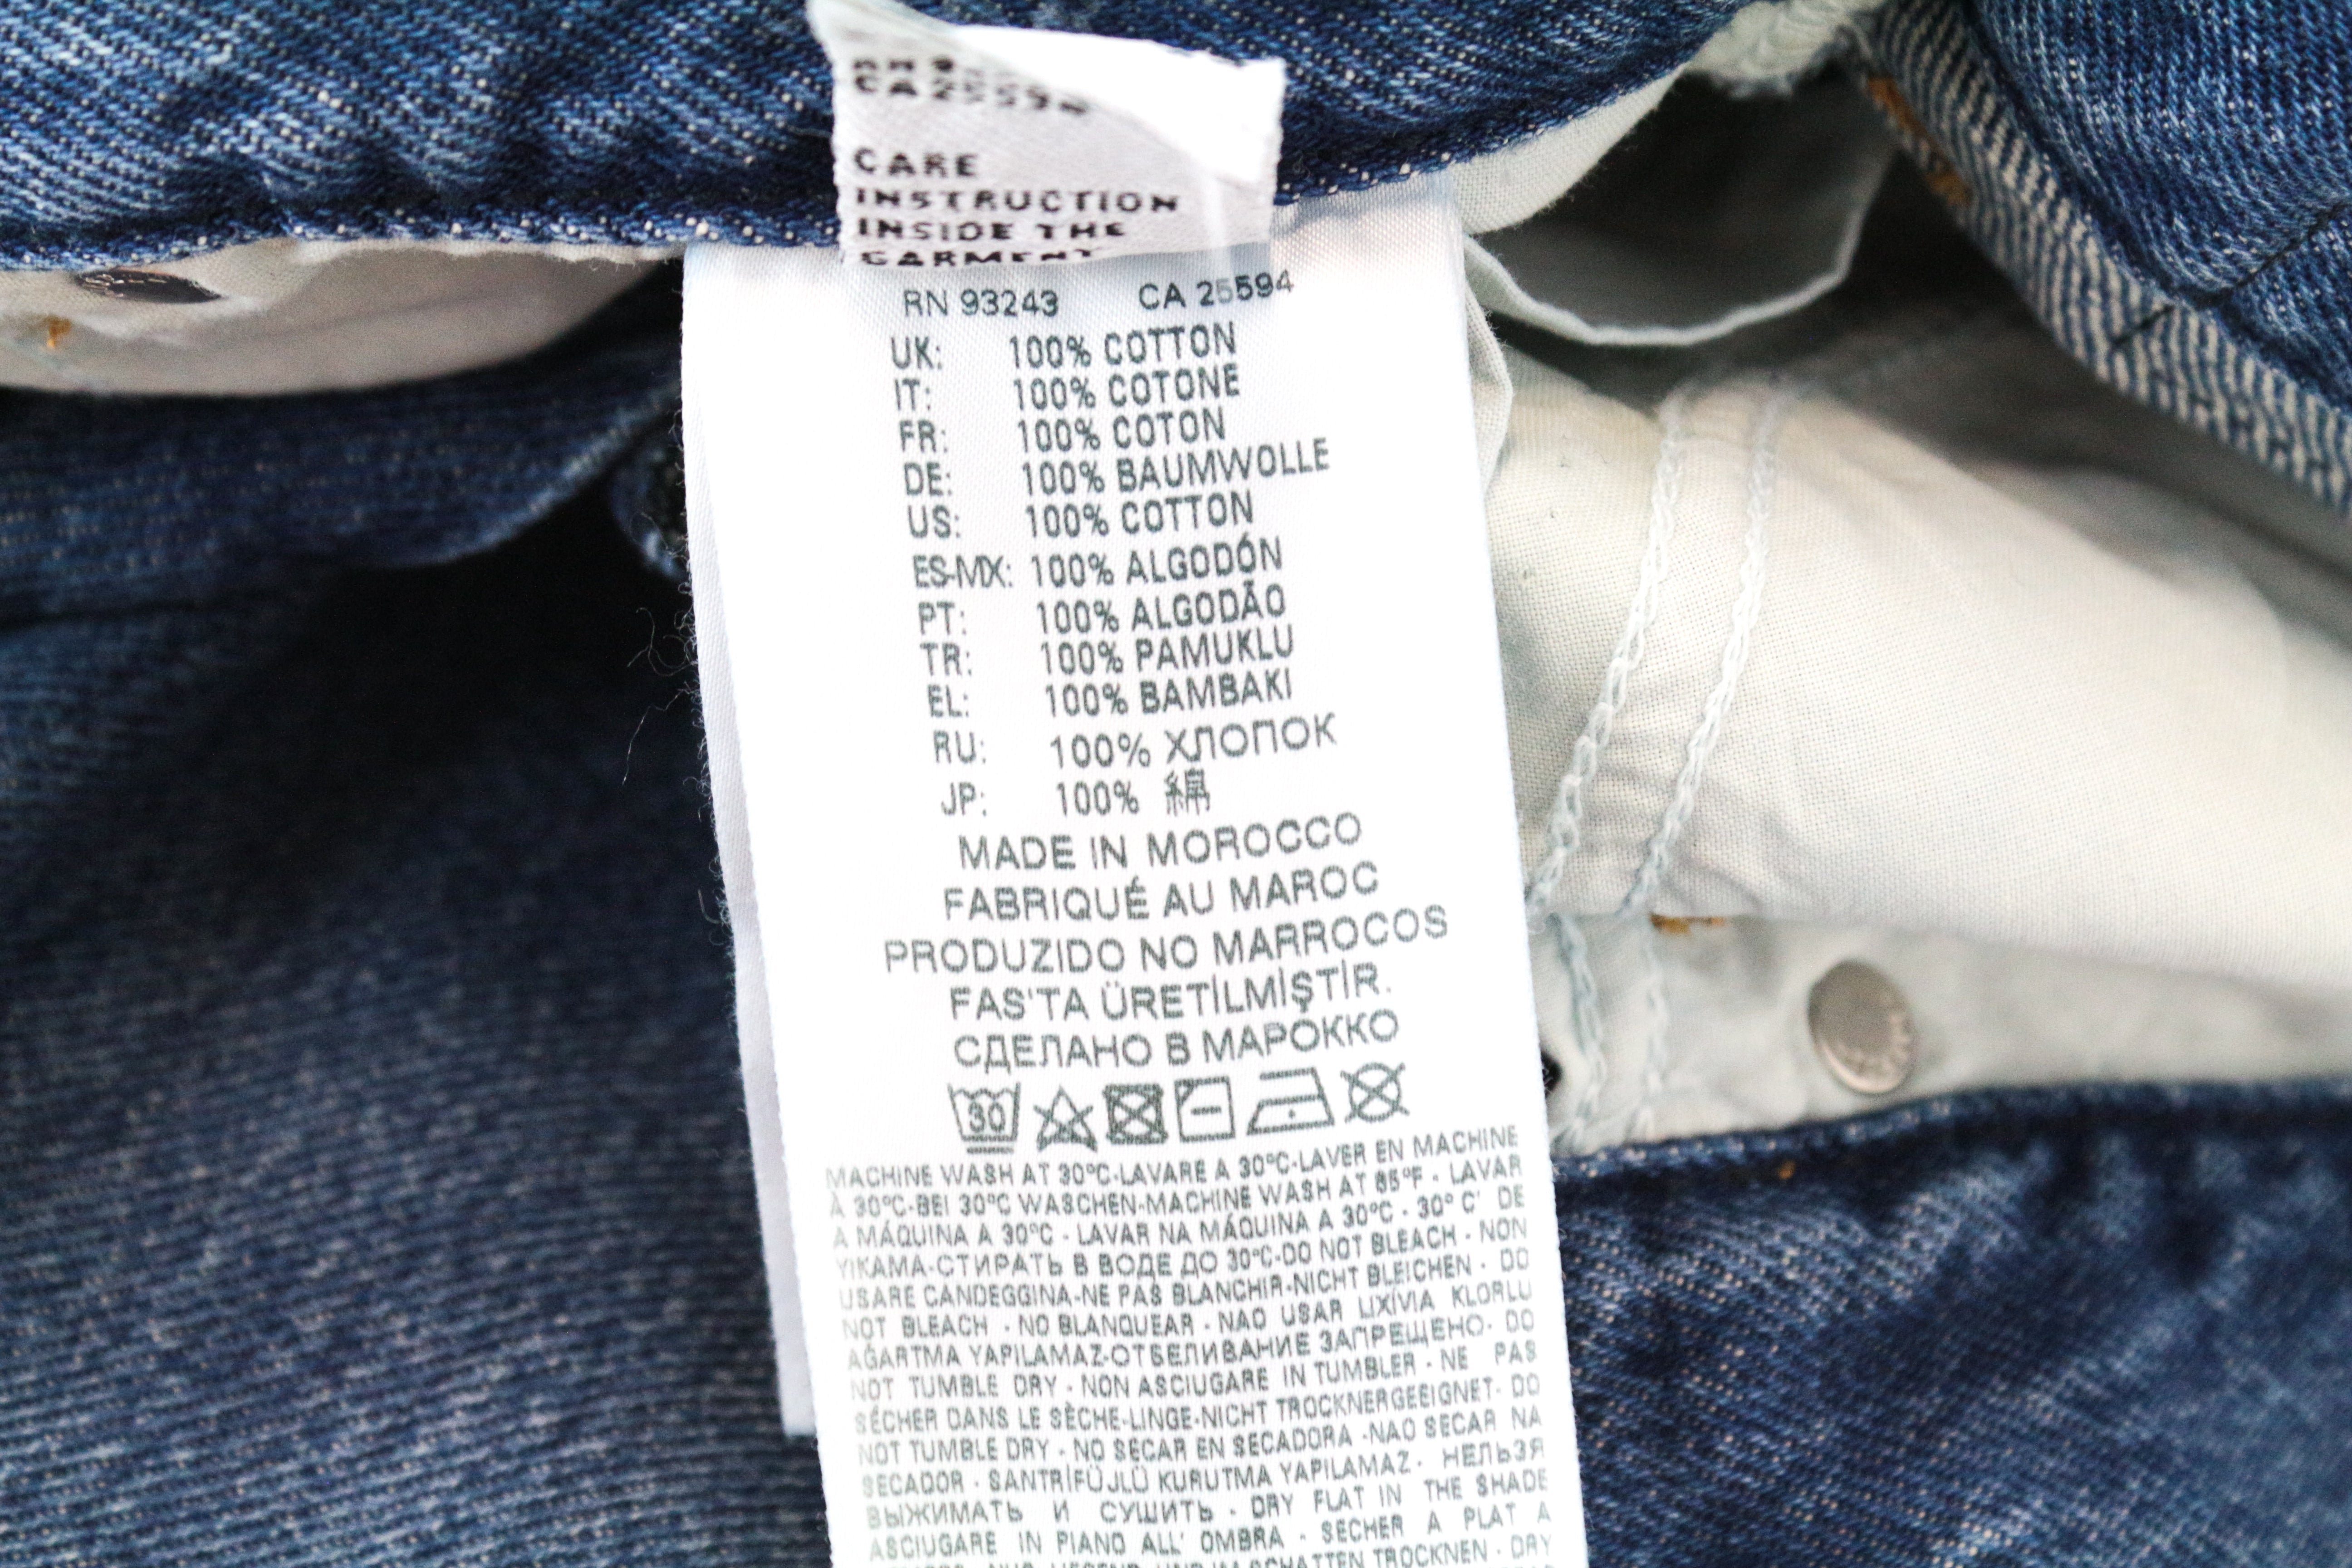 CA 25594
CARE
INSTRUCTION
INSIDE THE
GARMENT
RN 93243 CA 25594
UK: 100% COTTON
IT: 100% COTONE
FR: 100% COTON
DE: 100% BAUMWOLLE
US: 100% COTTON
ES-MX: 100% ALGODÓN
PT: 100% ALGODÃO
TR: 100% PAMUKLU
EL: 100% BAMBAKI
RU: 100% ХЛОПОК
JP: 100% 綿
MADE IN MOROCCO
FABRIQUÉ AU MAROC
PRODUZIDO NO MARROCOS
FAS'TA ÜRETİLMİŞTİR.
СДЕЛАНО В МАРОККО
30
MACHINE WASH AT 30°C-LAVARE A 30°C-LAVER EN MACHINE
À 30°C-BEI 30°C WASCHEN-MACHINE WASH AT 85°F - LAVAR
A MÁQUINA A 30°C - LAVAR NA MÁQUINA A 30°C - 30° C' DE
YIKAMA-СТИРАТЬ В ВОДЕ ДО 30°C-DO NOT BLEACH - NON
USARE CANDEGGINA-NE PAS BLANCHIR-NICHT BLEICHEN - DO
NOT BLEACH - NO BLANQUEAR - NAO USAR LIXÍVIA KLORLU
AĞARTMA YAPILAMAZ-ОТБЕЛИВАНИЕ ЗАПРЕЩЕНО- DO
NOT TUMBLE DRY - NON ASCIUGARE IN TUMBLER - NE PAS
SÉCHER DANS LE SÈCHE-LINGE-NICHT TROCKNERGEEIGNET- DO
NOT TUMBLE DRY - NO SECAR EN SECADORA -NAO SECAR NA
SECADOR - SANTRİFÜJLÜ KURUTMA YAPILAMAZ - НЕЛЬЗЯ
ВЫЖИМАТЬ И СУШИТЬ - DRY FLAT IN THE SHADE
ASCIUGARE IN PIANO ALL' OMBRA - SECHER A PLAT A
SCHATTEN TROCKNEN - DRY